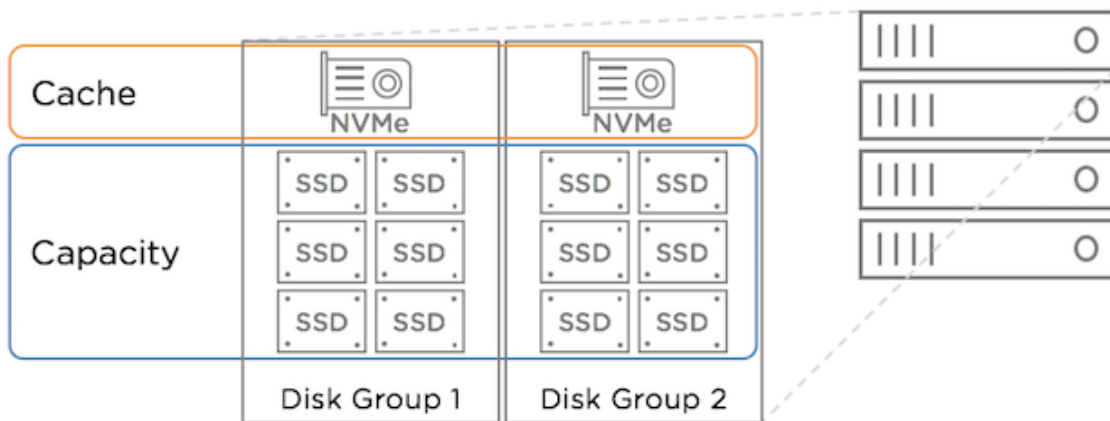 Cache
NVMe NVMe
Capacity
SSD SSD SSD SSD
SSD SSD SSD SSD
SSD SSD SSD SSD
Disk Group 1 Disk Group 2